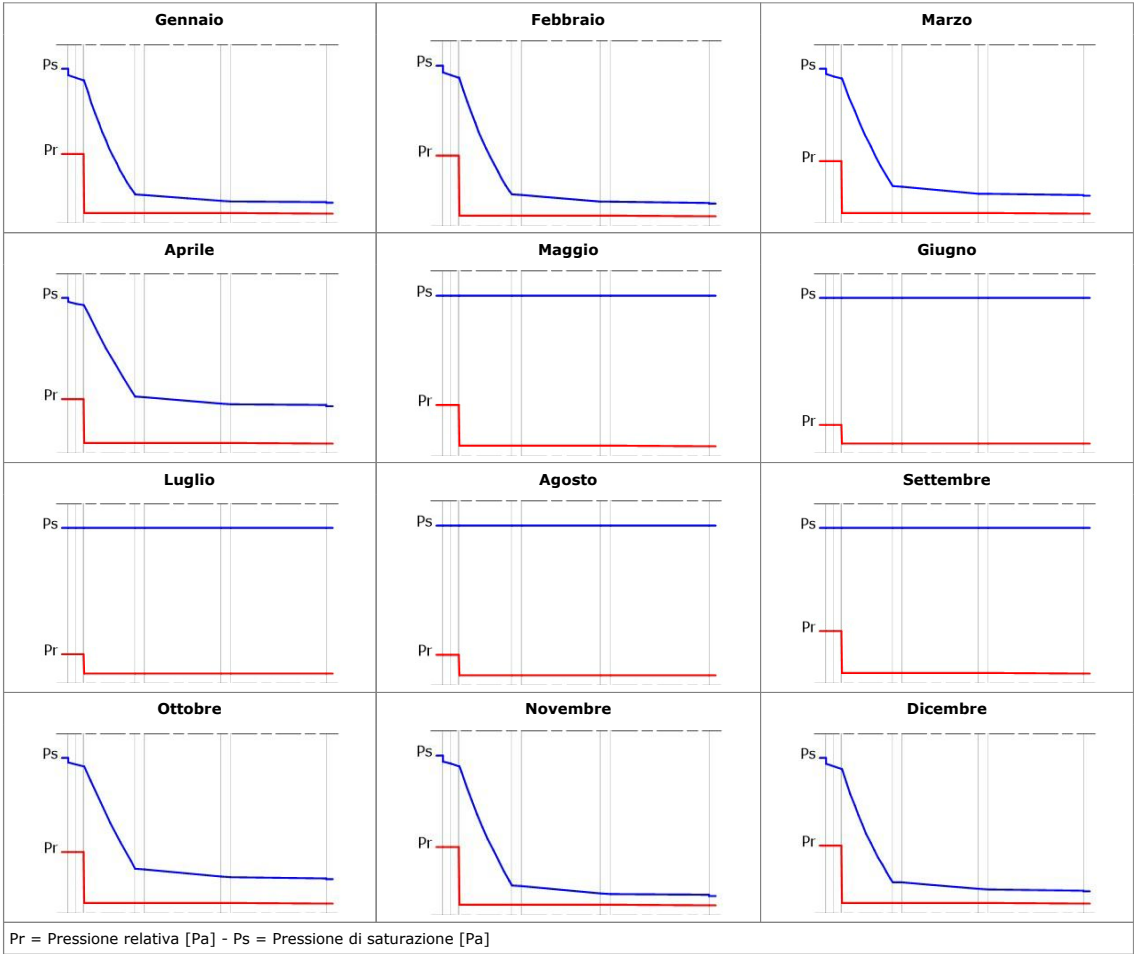 Gennaio
Ps
Pr
Febbraio
Ps
Pr
Marzo
Ps
Pr
Aprile
Ps
Pr
Maggio
Ps
Pr
Giugno
Ps
Pr
Luglio
Ps
Pr
Agosto
Ps
Pr
Settembre
Ps
Pr
Ottobre
Ps
Pr
Novembre
Ps
Pr
Dicembre
Ps
Pr
Pr = Pressione relativa [Pa] - Ps = Pressione di saturazione [Pa]